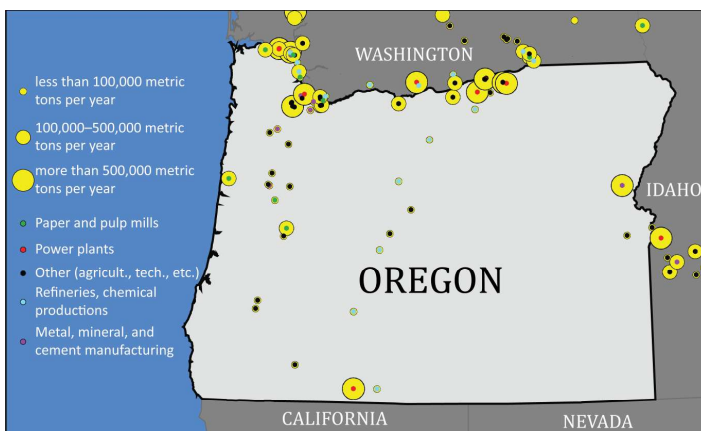 WASHINGTON
less than 100,000 metric
tons per year
100,000–500,000 metric
tons per year
more than 500,000 metric
tons per year
IDAHO
Paper and pulp mills
Power plants
Other (agricult., tech., etc.)
Refineries, chemical
productions
OREGON
Metal, mineral, and
cement manufacturing
CALIFORNIA
NEVADA